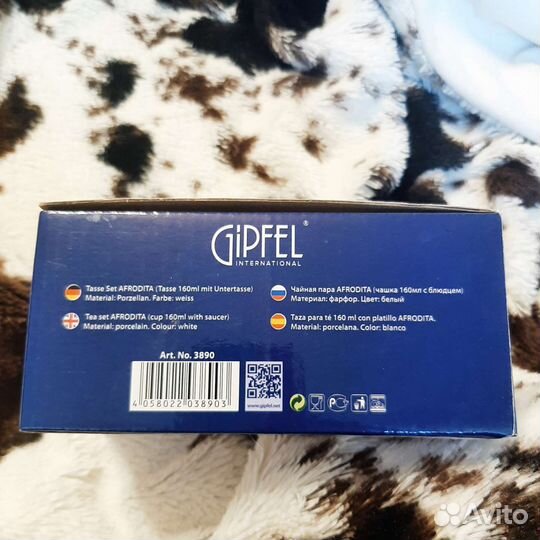 GiPFEL®
INTERNATIONAL
Tasse Set AFRODITA (Tasse 160ml mit Untertasse)
Material: Porzellan. Farbe: weiss
Tea set AFRODITA (cup 160ml with saucer)
Material: porcelain. Colour: white
Чайная пара AFRODITA (чашка 160мл с блюдцем)
Материал: фарфор. Цвет: белый
Taza para té 160 ml con platillo AFRODITA.
Material: porcelana. Color: blanco
Art. No. 3890
4 058022 038903
www.gipfel.net
Avito